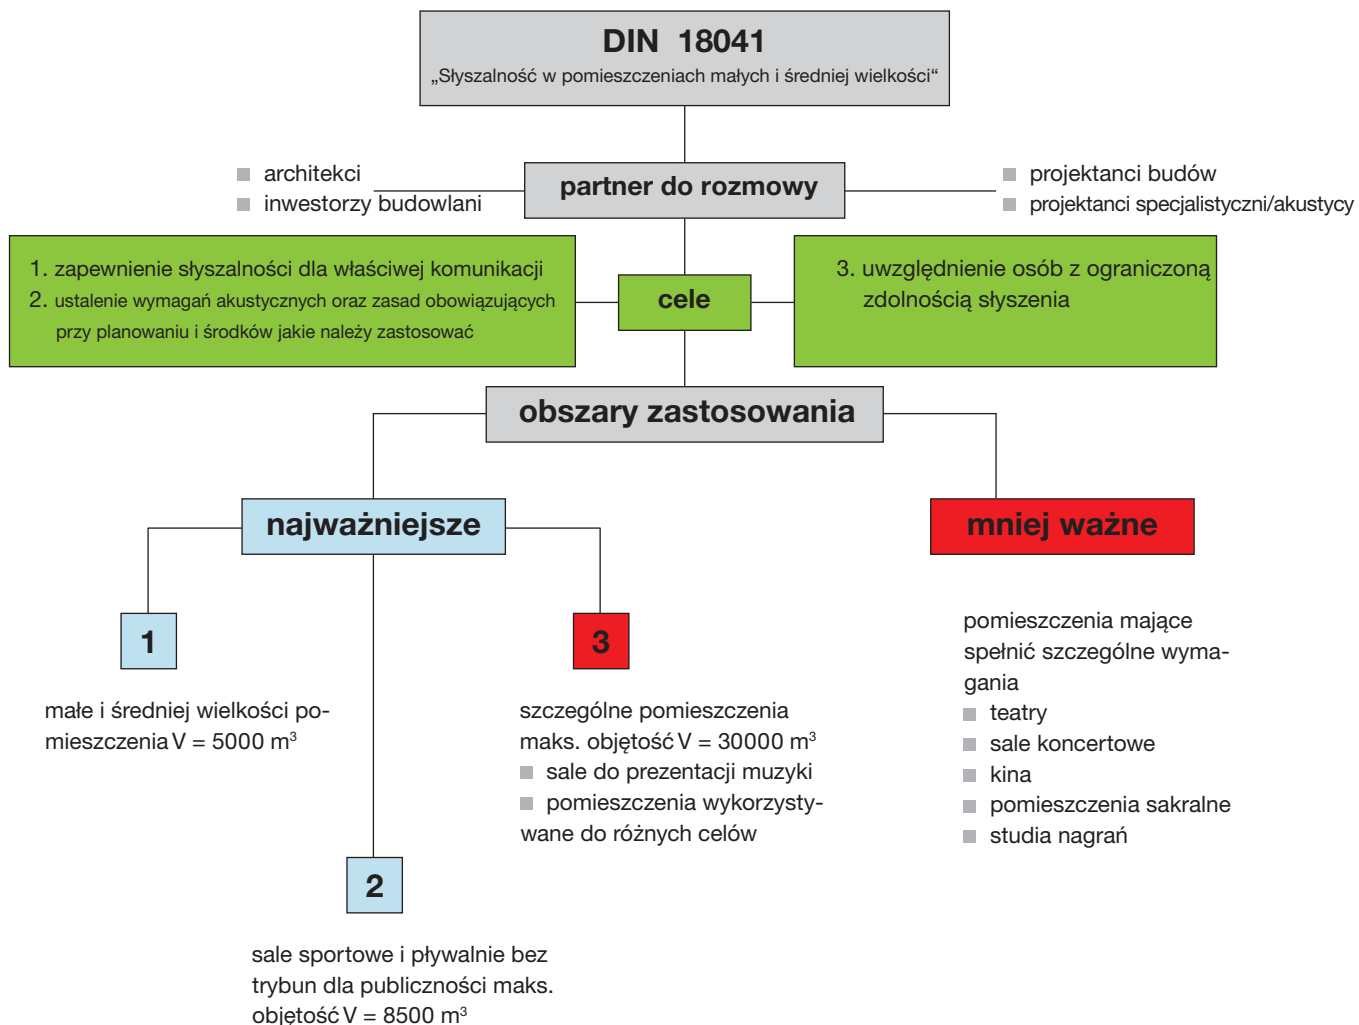 DIN 18041
„Słyszalność w pomieszczeniach małych i średniej wielkości“
architekci
inwestorzy budowlani
partner do rozmowy
projektanci budów
projektanci specjalistyczni/akustycy
1. zapewnienie słyszalności dla właściwej komunikacji
2. ustalenie wymagań akustycznych oraz zasad obowiązujących
przy planowaniu i środków jakie należy zastosować
cele
3. uwzględnienie osób z ograniczoną
zdolnością słyszenia
obszary zastosowania
najważniejsze
mniej ważne
1
małe i średniej wielkości po-
mieszczenia V = 5000 m³
2
sale sportowe i pływalnie bez
trybun dla publiczności maks.
objętość V = 8500 m³
3
szczególne pomieszczenia
maks. objętość V = 30000 m³
sale do prezentacji muzyki
pomieszczenia wykorzysty-
wane do różnych celów
pomieszczenia mające
spełnić szczególne wyma-
gania
teatry
sale koncertowe
kina
pomieszczenia sakralne
studia nagrań